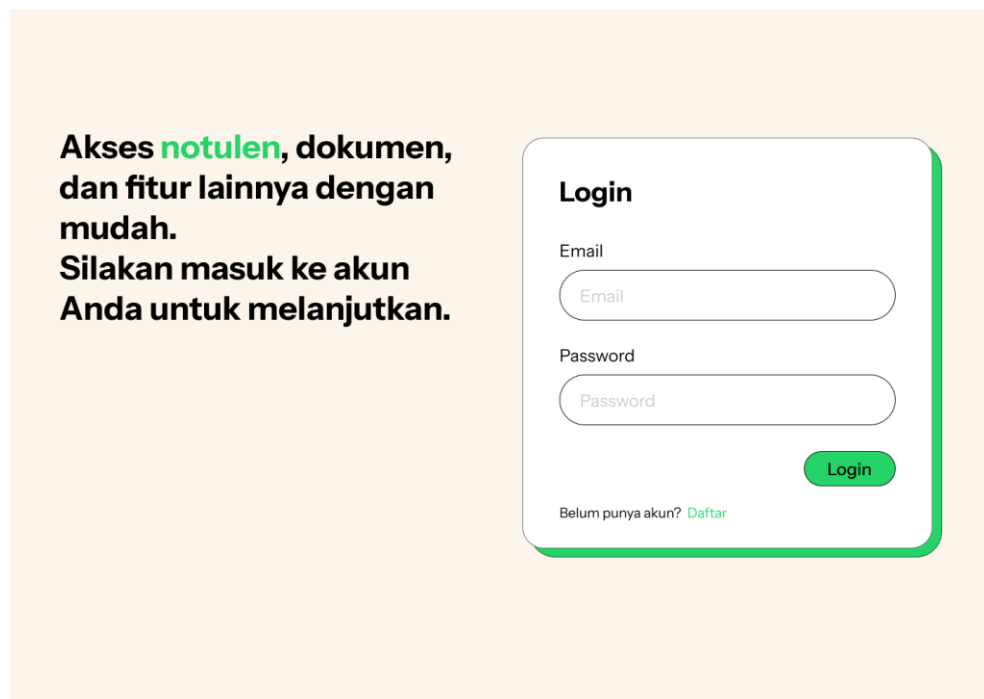 Akses notulen, dokumen,
dan fitur lainnya dengan
mudah.
Silakan masuk ke akun
Anda untuk melanjutkan.
Login
Email
Email
Password
Password
Login
Belum punya akun? Daftar